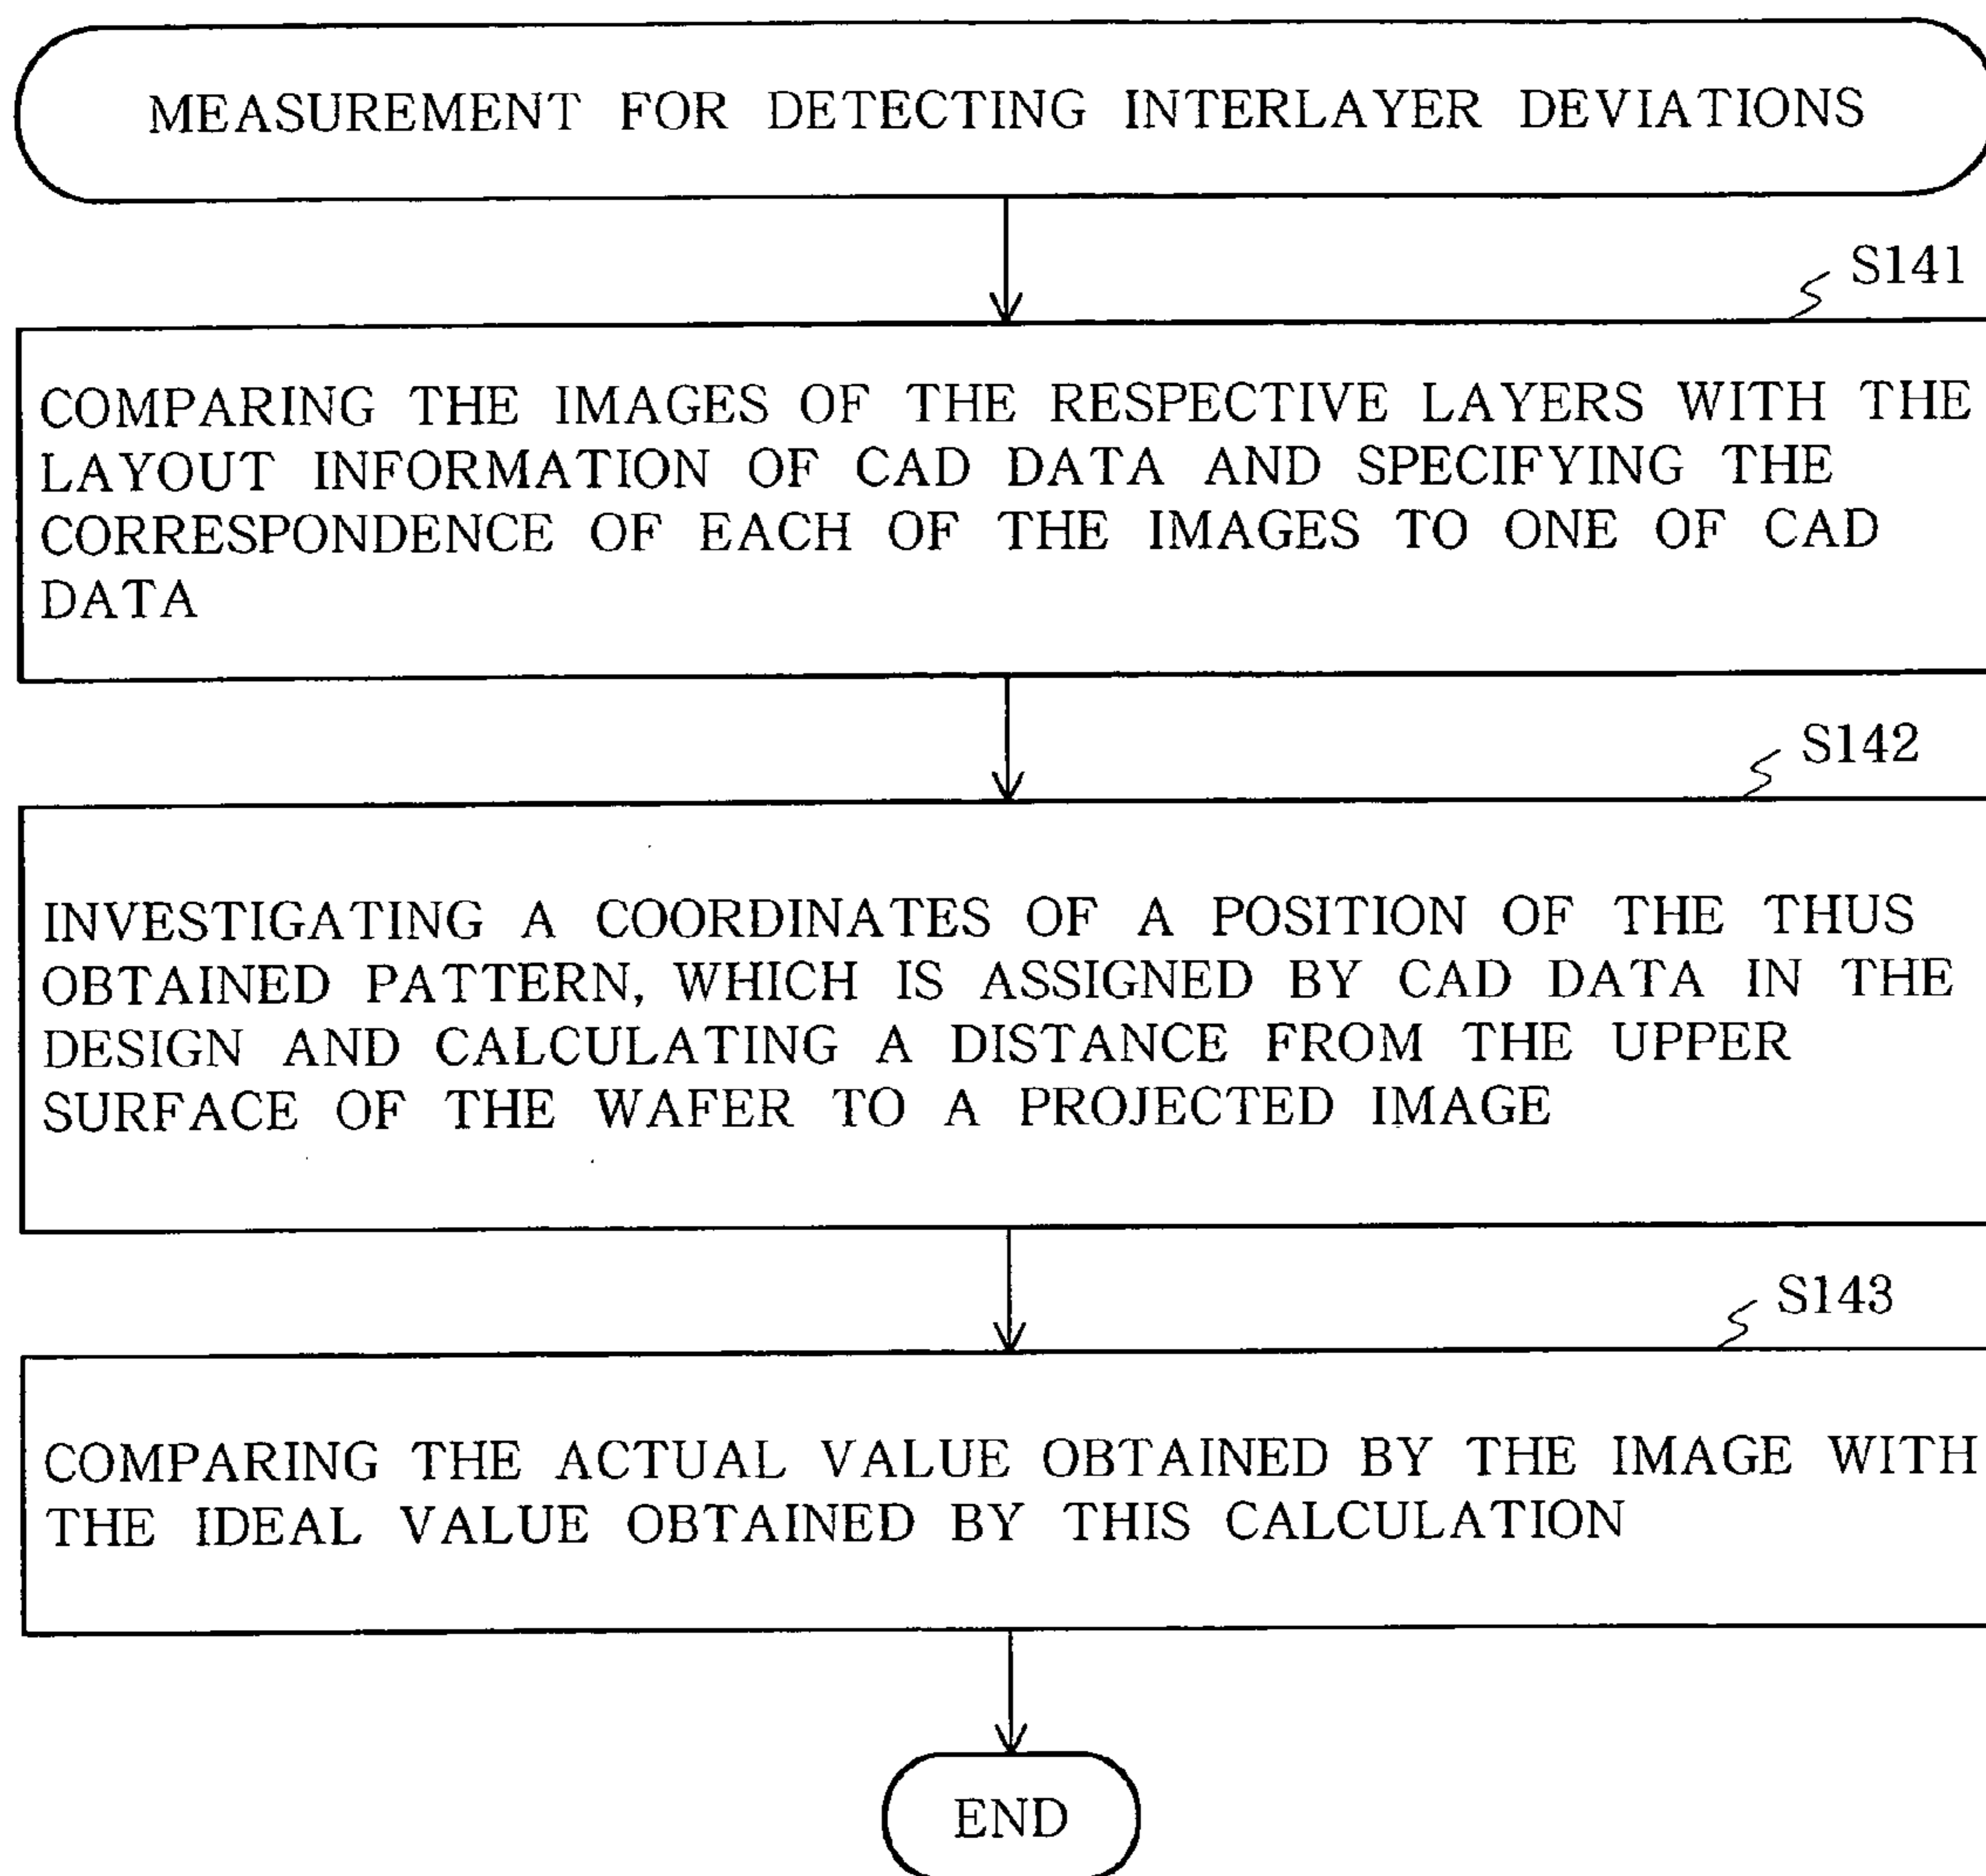 MEASUREMENT FOR DETECTING INTERLAYER DEVIATIONS
S141
COMPARING THE IMAGES OF THE RESPECTIVE LAYERS WITH THE
LAYOUT INFORMATION OF CAD DATA AND SPECIFYING THE
CORRESPONDENCE OF EACH OF THE IMAGES TO ONE OF CAD
DATA
S142
INVESTIGATING A COORDINATES OF A POSITION OF THE THUS
OBTAINED PATTERN, WHICH IS ASSIGNED BY CAD DATA IN THE
DESIGN AND CALCULATING A DISTANCE FROM THE UPPER
SURFACE OF THE WAFER TO A PROJECTED IMAGE
S143
COMPARING THE ACTUAL VALUE OBTAINED BY THE IMAGE WITH
THE IDEAL VALUE OBTAINED BY THIS CALCULATION
END